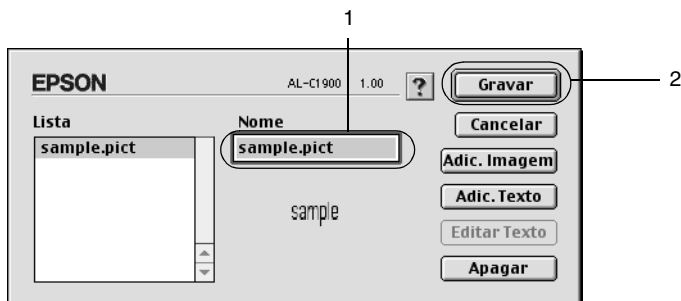 1
EPSON AL-C1900 1.00 ? Gravar 2
Lista Nome Cancelar
sample.pict sample.pict Adic. Imagem
sample Adic.Texto
Editar Texto
Apagar